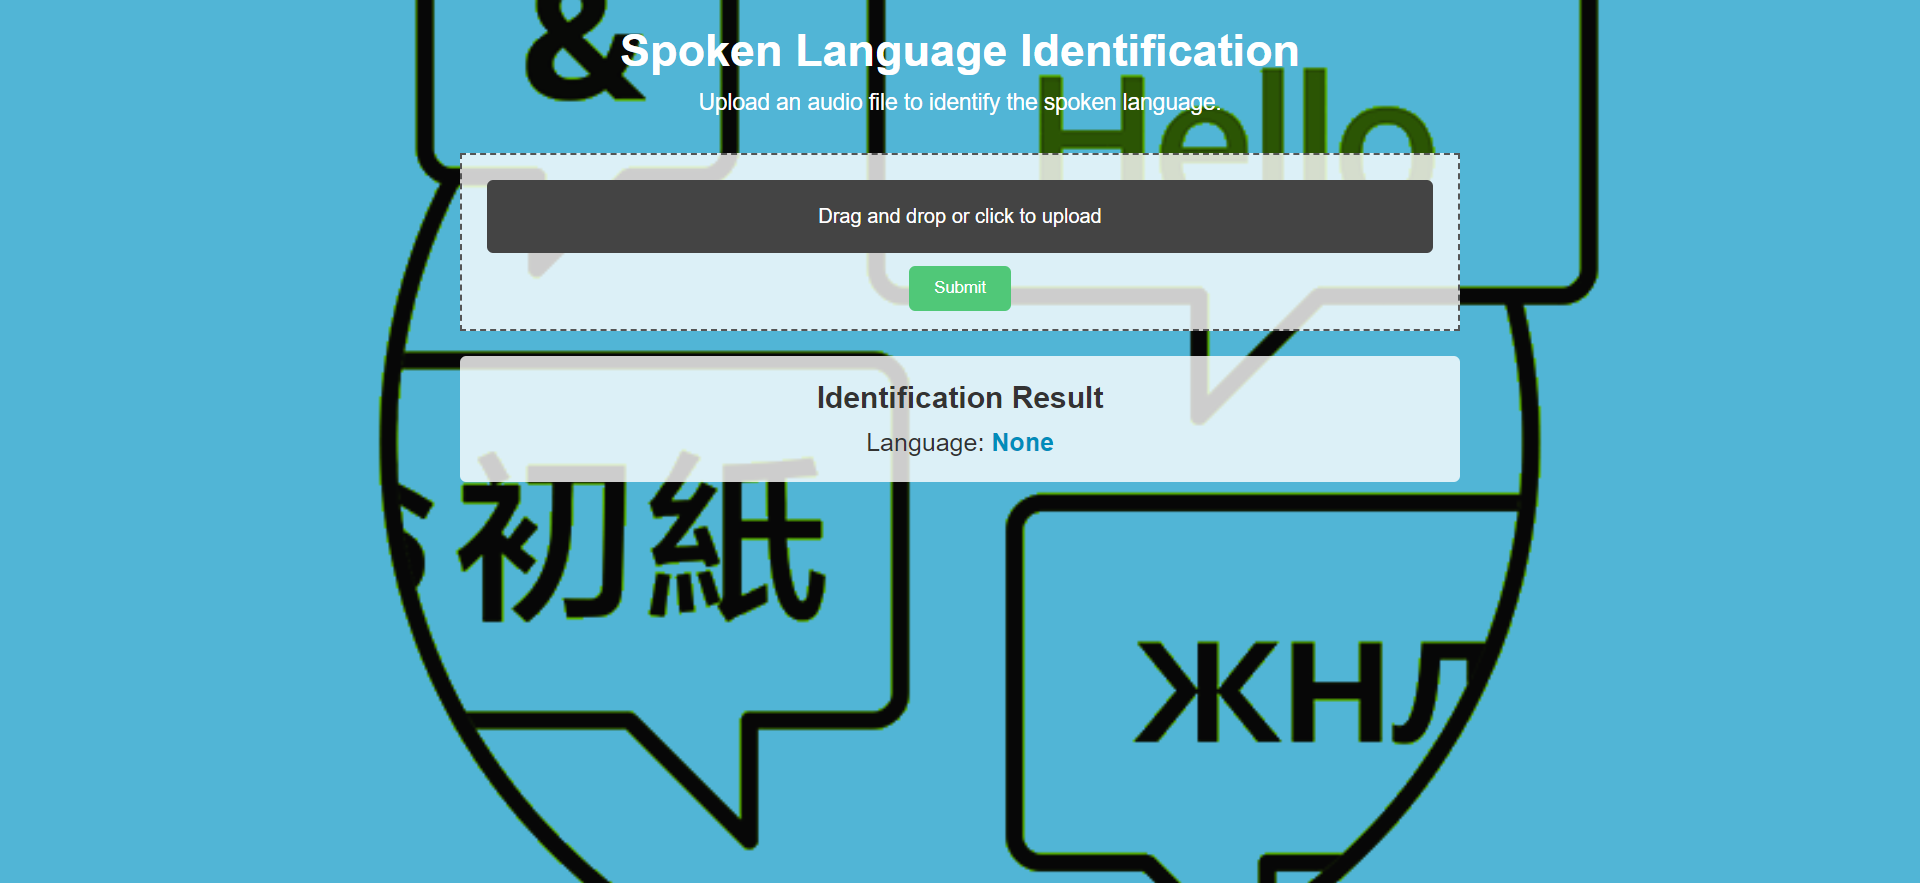 &
Spoken Language Identification
Hello
Upload an audio file to identify the spoken language.
Drag and drop or click to upload
Submit
Identification Result
Language: None
初紙
ЖНЛ